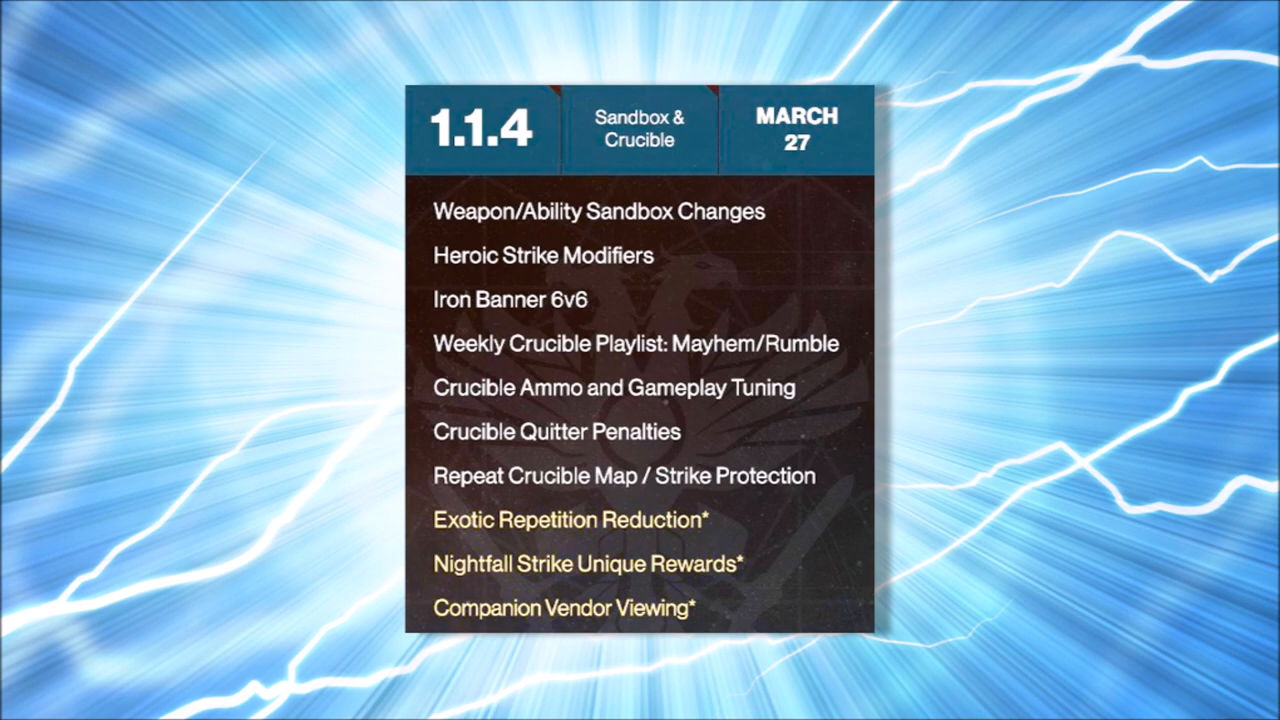 1.1.4
Sandbox &
Crucible
MARCH
27
Weapon/Ability Sandbox Changes
Heroic Strike Modifiers
Iron Banner 6v6
Weekly Crucible Playlist: Mayhem/Rumble
Crucible Ammo and Gameplay Tuning
Crucible Quitter Penalties
Repeat Crucible Map / Strike Protection
Exotic Repetition Reduction*
Nightfall Strike Unique Rewards*
Companion Vendor Viewing*